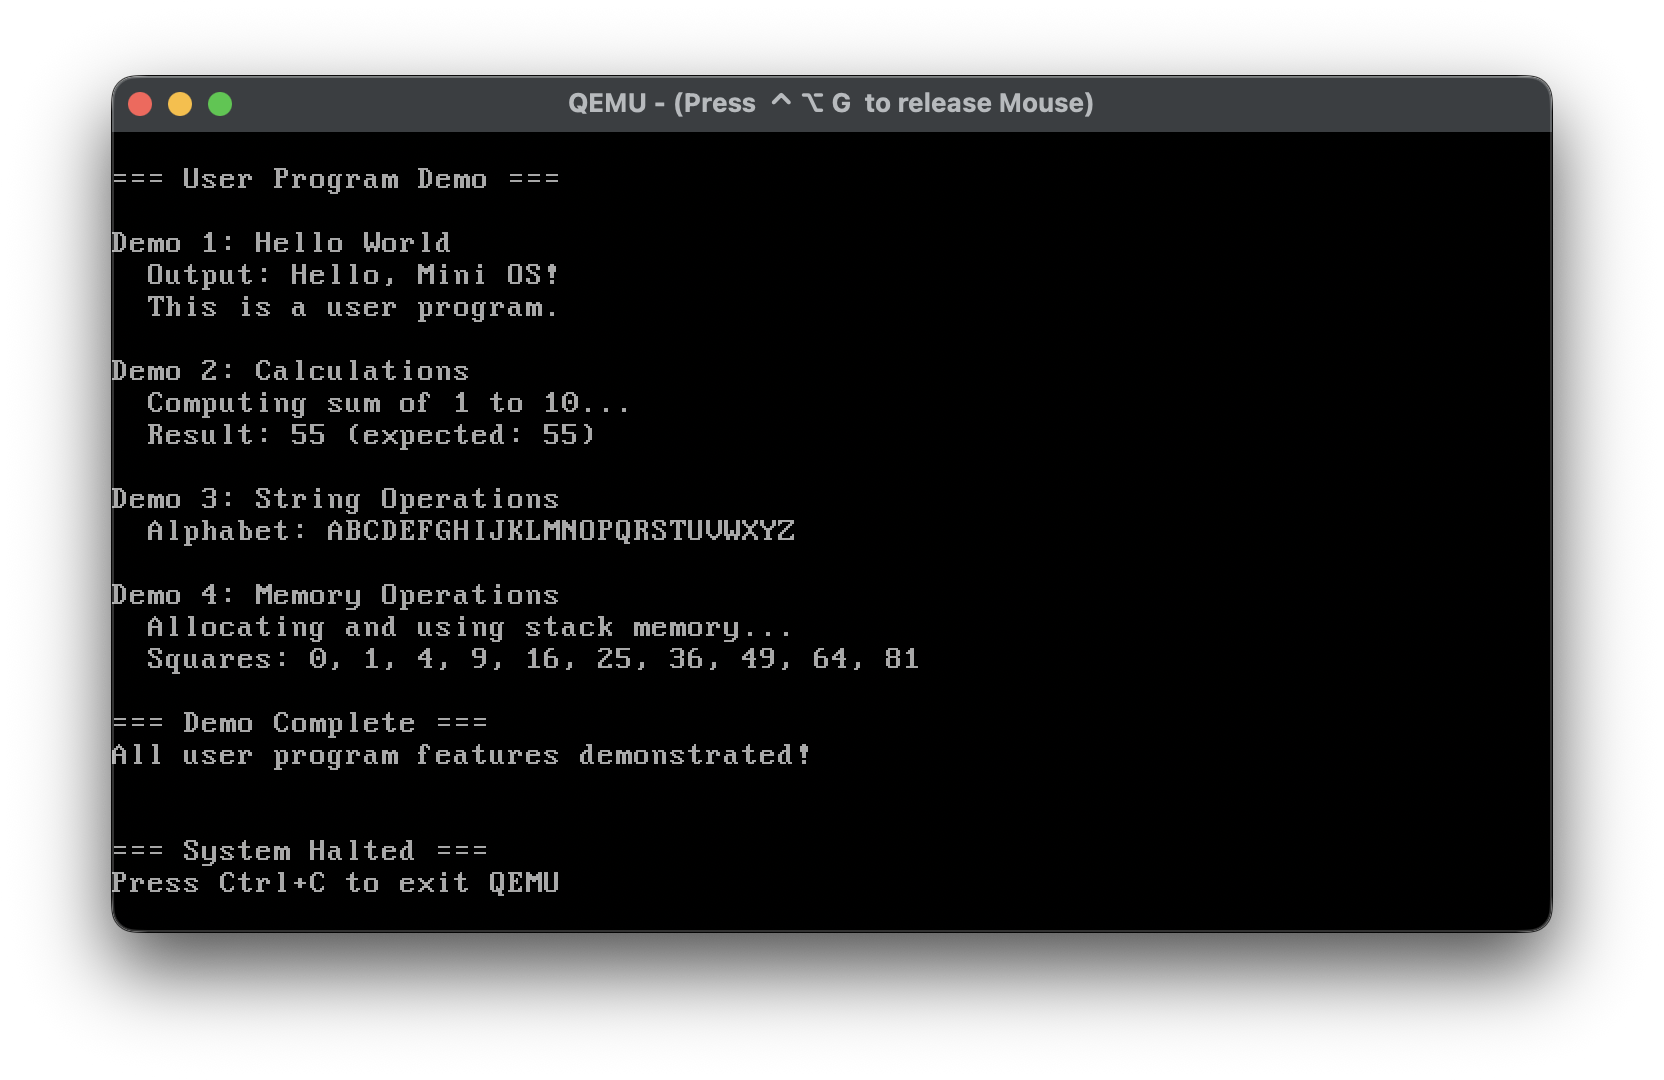 QEMU - (Press ⌃⌥G to release Mouse)
=== User Program Demo ===
Demo 1: Hello World
Output: Hello, Mini OS!
This is a user program.
Demo 2: Calculations
Computing sum of 1 to 10...
Result: 55 (expected: 55)
Demo 3: String Operations
Alphabet: ABCDEFGHIJKLMNOPQRSTUVWXYZ
Demo 4: Memory Operations
Allocating and using stack memory...
Squares: 0, 1, 4, 9, 16, 25, 36, 49, 64, 81
=== Demo Complete ===
All user program features demonstrated!
=== System Halted ===
Press Ctrl+C to exit QEMU